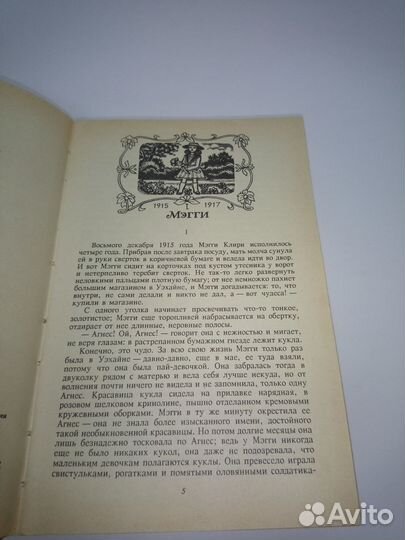 1915 I 1917
МЭГГИ
1
Восьмого декабря 1915 года Мэгги Клири исполнилось
четыре года. Прибрав после завтрака посуду, мать молча сунула
ей в руки сверток в коричневой бумаге и велела идти во двор.
И вот Мэгги сидит на корточках под кустом утесника у ворот
и нетерпеливо теребит сверток. Не так-то легко развернуть
неловкими пальцами плотную бумагу; от нее немножко пахнет
большим магазином в Уэхайне, и Мэгги догадывается: то, что
внутри, не сами делали и никто не дал, а — вот чудеса! —
купили в магазине.
С одного уголка начинает просвечивать что-то тонкое,
золотистое; Мэгги еще торопливей набрасывается на обертку,
отдирает от нее длинные, неровные полосы.
— Агнес! Ой, Агнес! — говорит она с нежностью и мигает,
не веря глазам: в растрепанном бумажном гнезде лежит кукла.
Конечно, это чудо. За всю свою жизнь Мэгги только раз
была в Уэхайне — давно-давно, еще в мае, ее туда взяли,
потому что она была пай-девочкой. Она забралась тогда в
двуколку рядом с матерью и вела себя лучше некуда, но от
волнения почти ничего не видела и не запомнила, только одну
Агнес. Красавица кукла сидела на прилавке нарядная, в
розовом шелковом кринолине, пышно отделанном кремовыми
кружевными оборками. Мэгги в ту же минуту окрестила ее
Агнес — она не знала более изысканного имени, достойного
такой необыкновенной красавицы. Но потом долгие месяцы она
лишь безнадежно тосковала по Агнес; ведь у Мэгги никогда
еще не было никаких кукол, она даже не подозревала, что
маленьким девочкам полагаются куклы. Она превесело играла
свистульками, рогатками и помятыми оловянными солдатика-
5
Avito